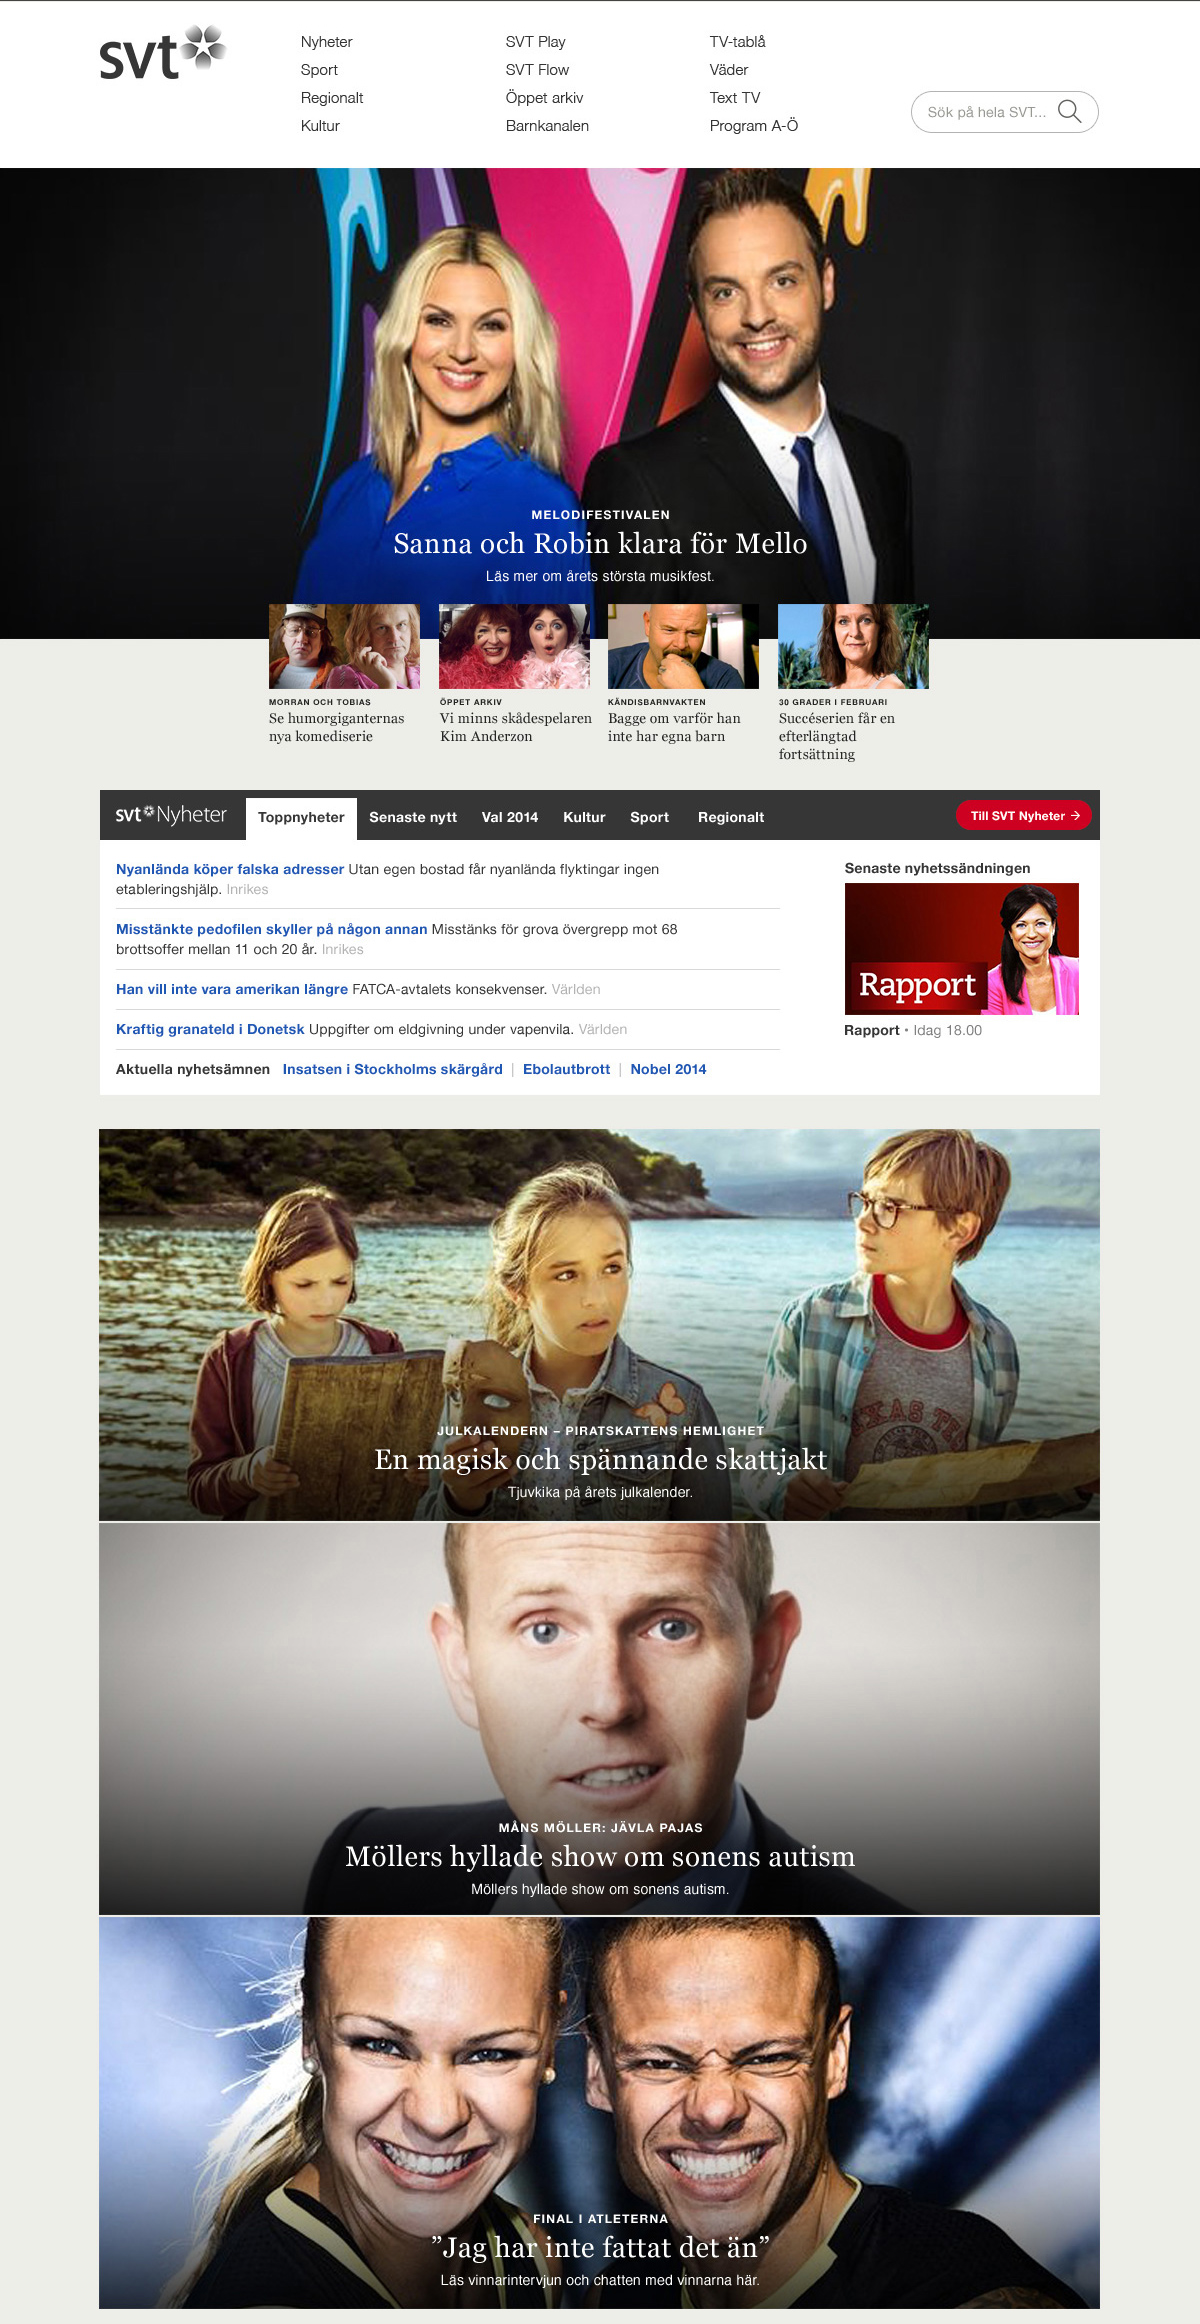 svt
Nyheter
Sport
Regionalt
Kultur
SVT Play
SVT Flow
Öppet arkiv
Barnkanalen
TV-tablå
Väder
Text TV
Program A-Ö
Sök på hela SVT...
MELODIFESTIVALEN
Sanna och Robin klara för Mello
Läs mer om årets största musikfest.
MORRAN OCH TOBIAS
Se humorgiganternas
nya komediserie
ÖPPET ARKIV
Vi minns skådespelaren
Kim Anderzon
KÄNDISBARNVAKTEN
Bagge om varför han
inte har egna barn
30 GRADER I FEBRUARI
Succéserien får en
efterlängtad
fortsättning
svt Nyheter
Toppnyheter
Senaste nytt
Val 2014
Kultur
Sport
Regionalt
Till SVT Nyheter →
Nyanlända köper falska adresser Utan egen bostad får nyanlända flyktingar ingen
etableringshjälp. Inrikes
Misstänkte pedofilen skyller på någon annan Misstänks för grova övergrepp mot 68
brottsoffer mellan 11 och 20 år. Inrikes
Han vill inte vara amerikan längre FATCA-avtalets konsekvenser. Världen
Kraftig granateld i Donetsk Uppgifter om eldgivning under vapenvila. Världen
Aktuella nyhetsämnen Insatsen i Stockholms skärgård | Ebolautbrott | Nobel 2014
Senaste nyhetssändningen
Rapport
Rapport • Idag 18.00
JULKALENDERN – PIRATSKATTENS HEMLIGHET
En magisk och spännande skattjakt
Tjuvkika på årets julkalender.
MÅNS MÖLLER: JÄVLA PAJAS
Möllers hyllade show om sonens autism
Möllers hyllade show om sonens autism.
FINAL I ATLETERNA
”Jag har inte fattat det än”
Läs vinnarintervjun och chatten med vinnarna här.